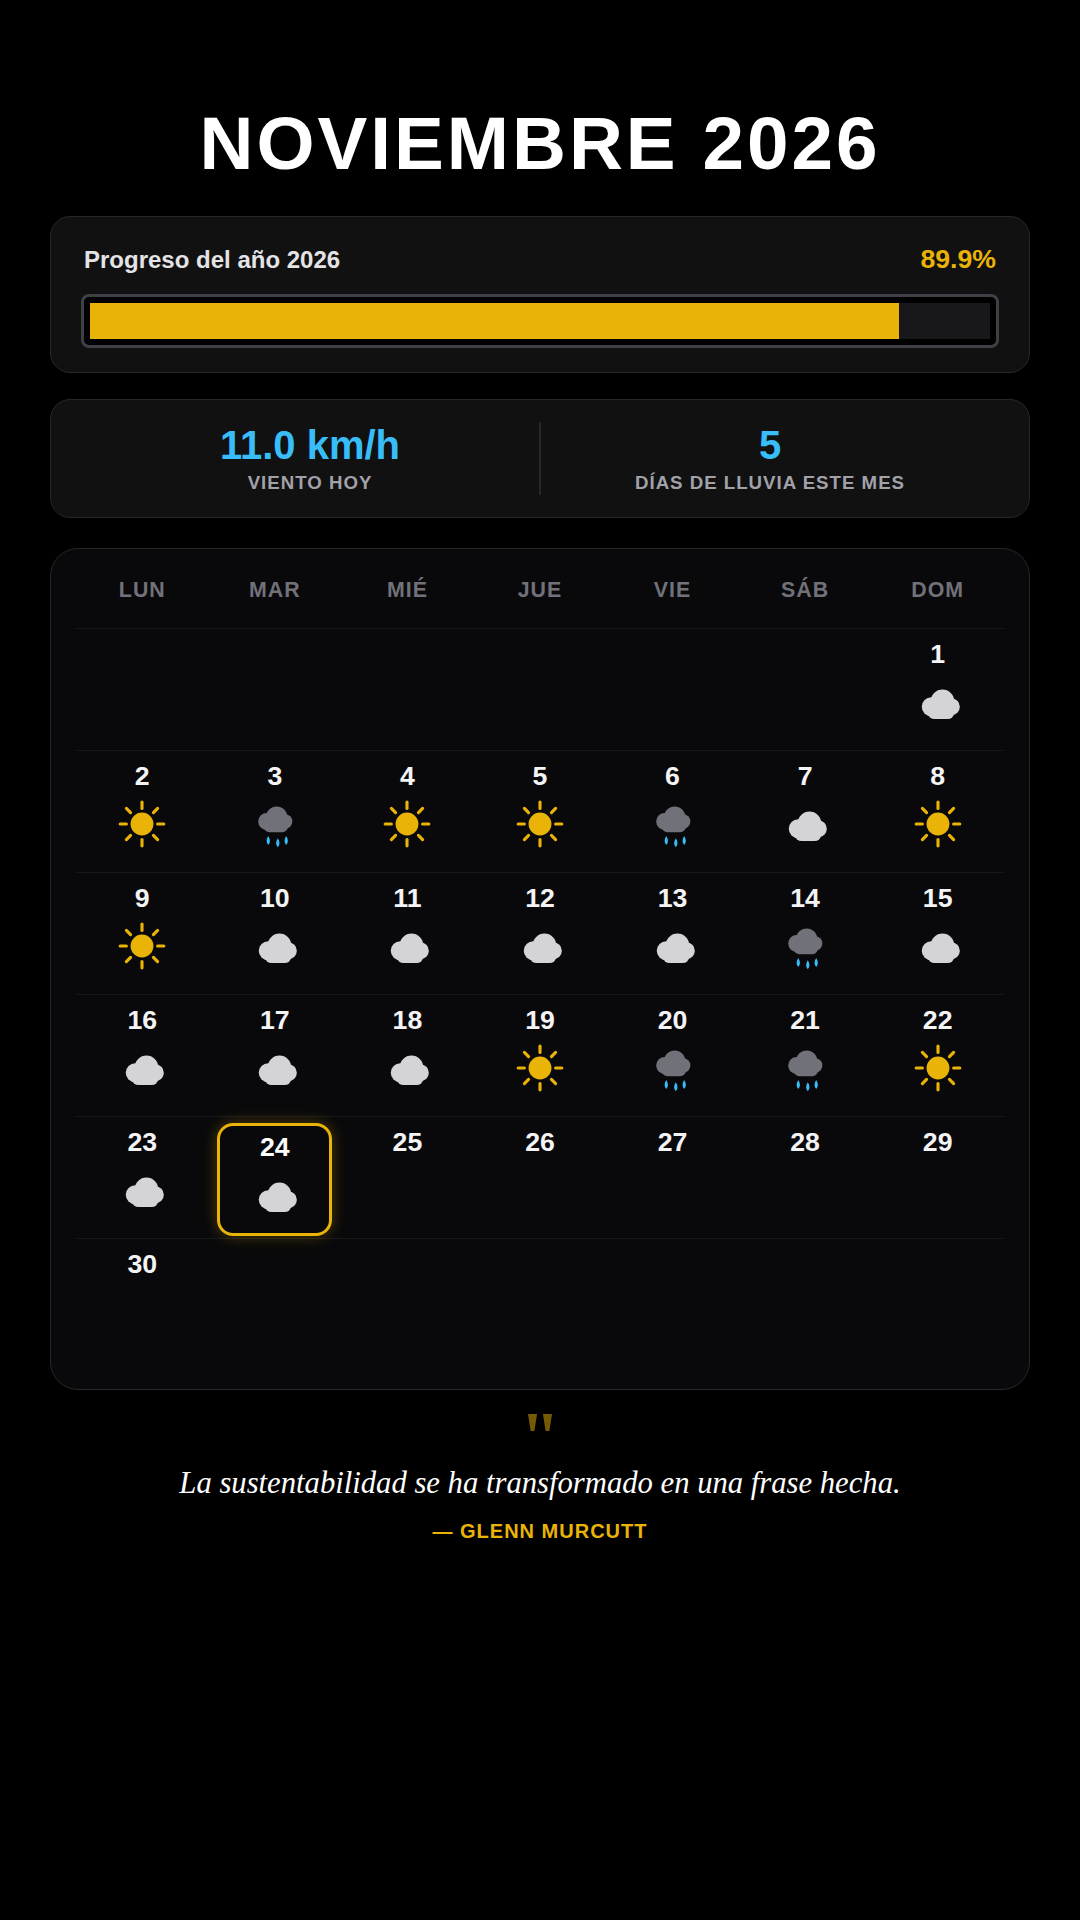 NOVIEMBRE 2026
Progreso del año 2026 89.9%
11.0 km/h 5
VIENTO HOY DÍAS DE LLUVIA ESTE MES
LUN MAR MIÉ JUE VIE SÁB DOM
1
2 3 4 5 6 7 8
9 10 11 12 13 14 15
16 17 18 19 20 21 22
23 24 25 26 27 28 29
30
"
La sustentabilidad se ha transformado en una frase hecha.
— GLENN MURCUTT